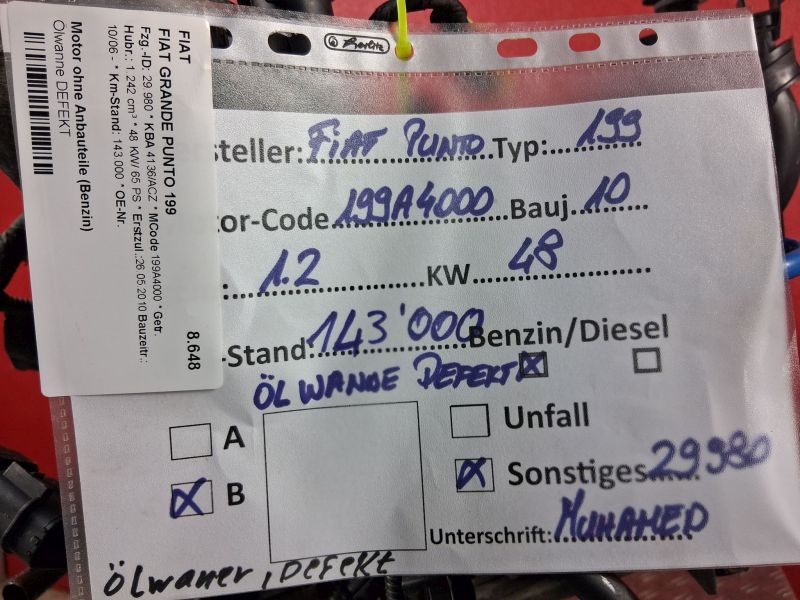 FIAT
FIAT GRANDE PUNTO 199
Fzg.-ID: 29 980 * KBA 4136/ACZ * MCode 199A4000 * Getr.
Hubr.: 1 242 cm³ * 48 KW/ 65 PS * Erstzul.:26 05 2010 Bauzeitr.:
10/06 - * Km-Stand: 143.000 * OE-Nr.
Motor ohne Anbauteile (Benzin)
Ölwanne DEFEKT
8.648
Herlitz
steller: FiAT PUNTO Typ: 199
tor-Code 199A4000 Bauj. 10
1.2 KW 48
-Stand: 143'000 Benzin/Diesel
ÖLWANDE DEFEKT X
A Unfall
X B X Sonstiges 29980
Unterschrift: MUHAMED
ölwaner, DEFEKT